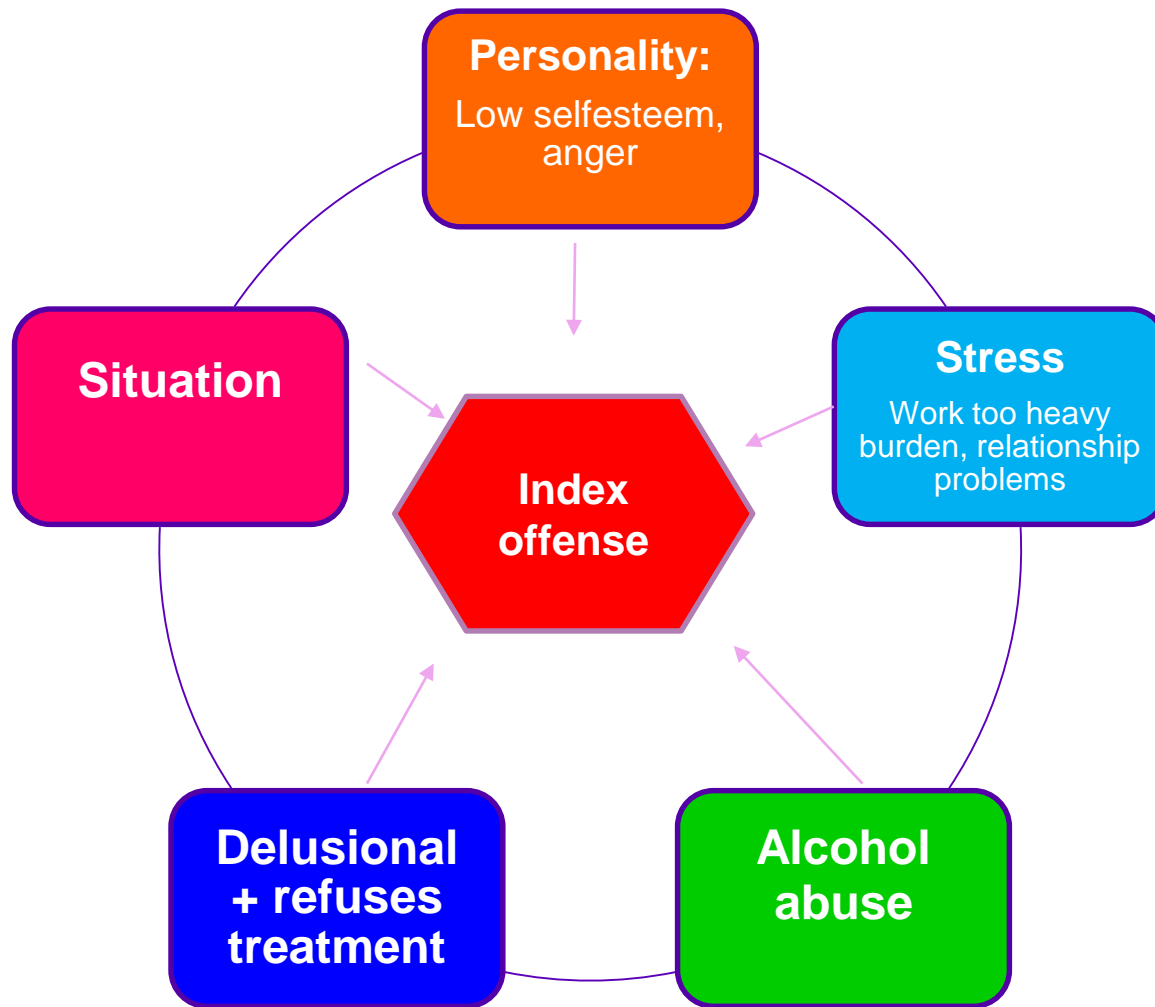 Personality:
Low selfesteem,
anger
Situation
Stress
Work too heavy
burden, relationship
problems
Index
offense
Delusional
+ refuses
treatment
Alcohol
abuse